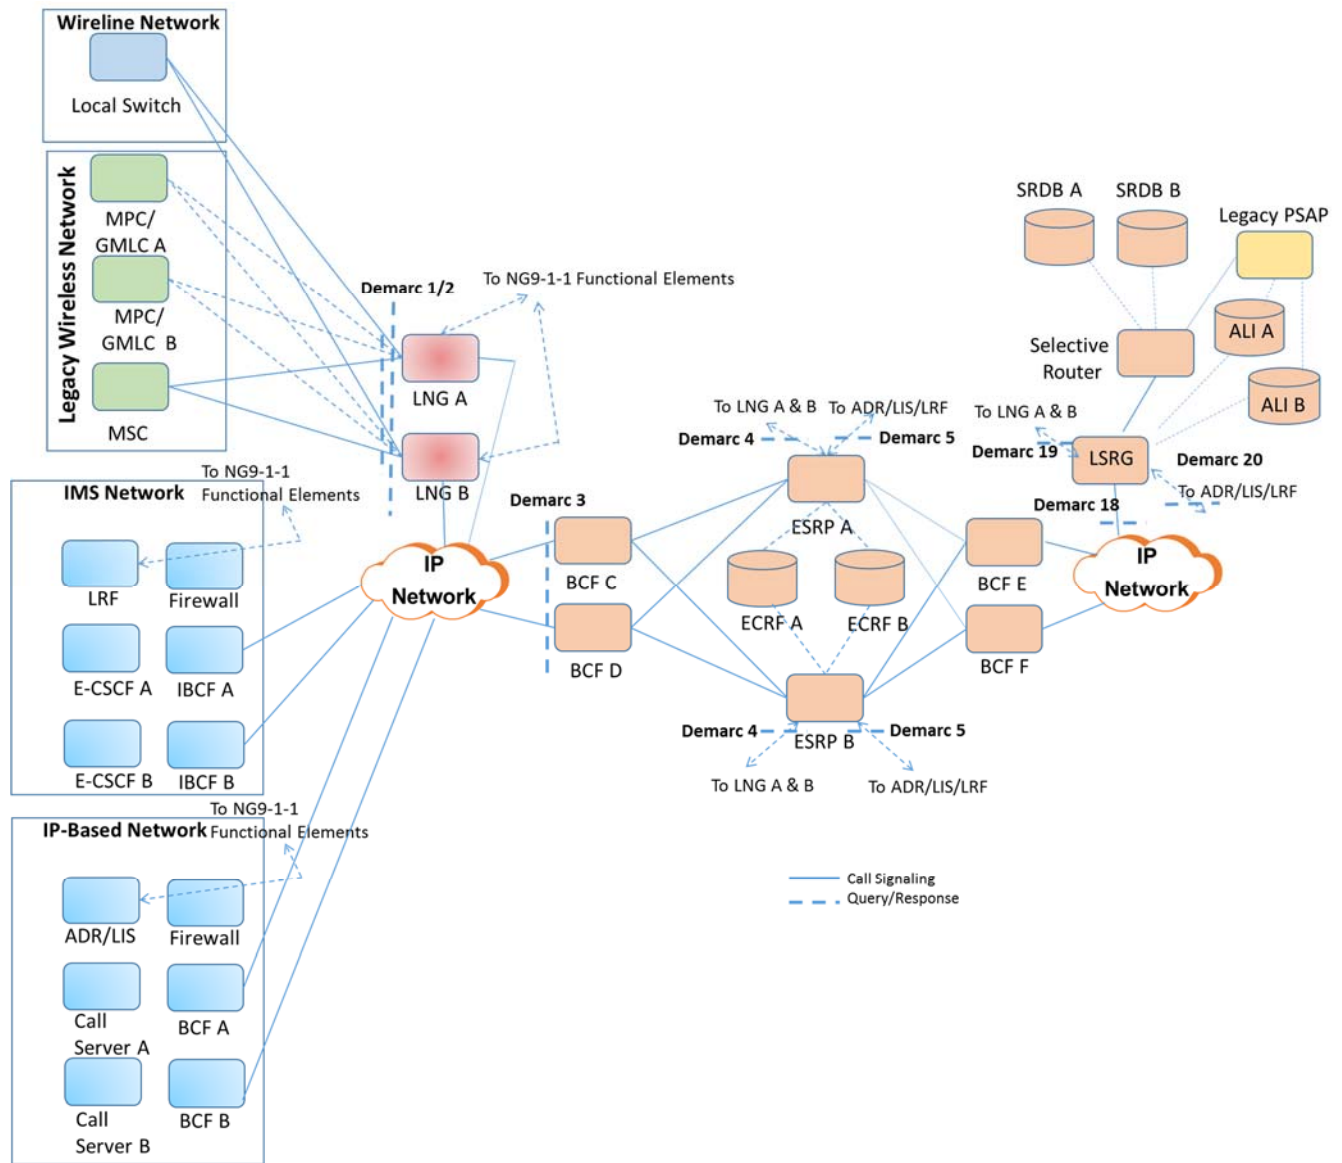 Wireline Network
Local Switch
Legacy Wireless Network
MPC/
GMLC A
MPC/
GMLC B
MSC
Demarc 1/2
To NG9-1-1 Functional Elements
LNG A
LNG B
IMS Network
To NG9-1-1
Functional Elements
LRF
Firewall
E-CSCF A
IBCF A
E-CSCF B
IBCF B
IP-Based Network
To NG9-1-1
Functional Elements
ADR/LIS
Firewall
Call
Server A
BCF A
Call
Server B
BCF B
IP
Network
Demarc 3
BCF C
BCF D
To LNG A & B
To ADR/LIS/LRF
Demarc 4
Demarc 5
ESRP A
ECRF A
ECRF B
Demarc 4
Demarc 5
ESRP B
To LNG A & B
To ADR/LIS/LRF
BCF E
BCF F
SRDB A
SRDB B
Legacy PSAP
Selective
Router
ALI A
ALI B
To LNG A & B
Demarc 19
LSRG
Demarc 20
To ADR/LIS/LRF
Demarc 18
IP
Network
Call Signaling
Query/Response